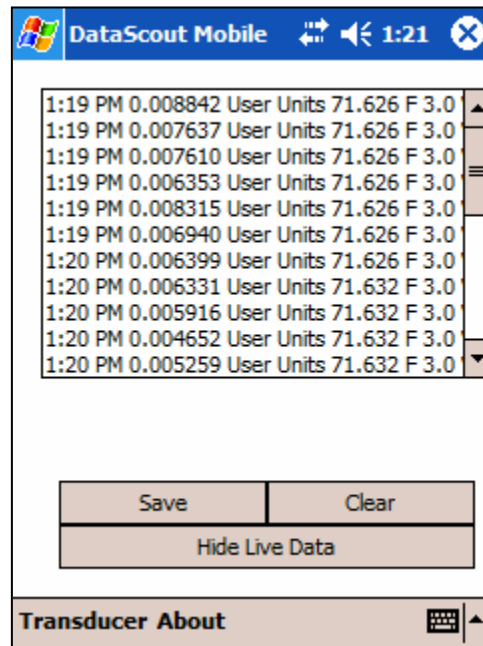 DataScout Mobile 1:21
1:19 PM 0.008842 User Units 71.626 F 3.0
1:19 PM 0.007637 User Units 71.626 F 3.0
1:19 PM 0.007610 User Units 71.626 F 3.0
1:19 PM 0.006353 User Units 71.626 F 3.0
1:19 PM 0.008315 User Units 71.626 F 3.0
1:19 PM 0.006940 User Units 71.626 F 3.0
1:20 PM 0.006399 User Units 71.626 F 3.0
1:20 PM 0.006331 User Units 71.632 F 3.0
1:20 PM 0.005916 User Units 71.632 F 3.0
1:20 PM 0.004652 User Units 71.632 F 3.0
1:20 PM 0.005259 User Units 71.632 F 3.0
Save Clear
Hide Live Data
Transducer About